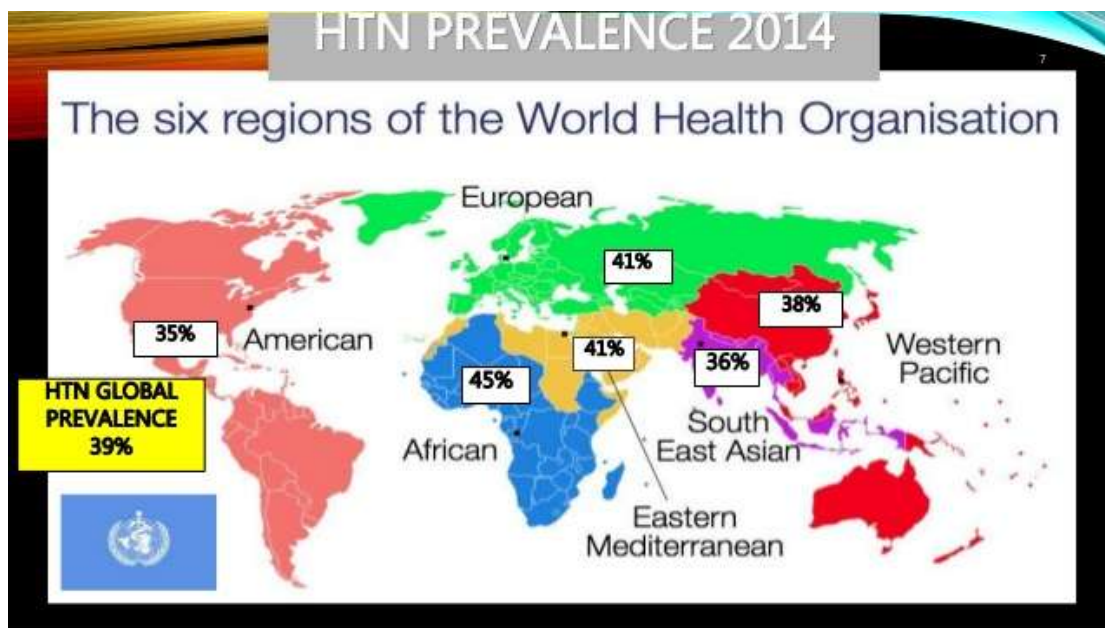 HTN PREVALENCE 2014
7
The six regions of the World Health Organisation
European
41%
38%
35%
American
41%
36%
Western
Pacific
HTN GLOBAL
PREVALENCE
39%
45%
African
South
East Asian
Eastern
Mediterranean